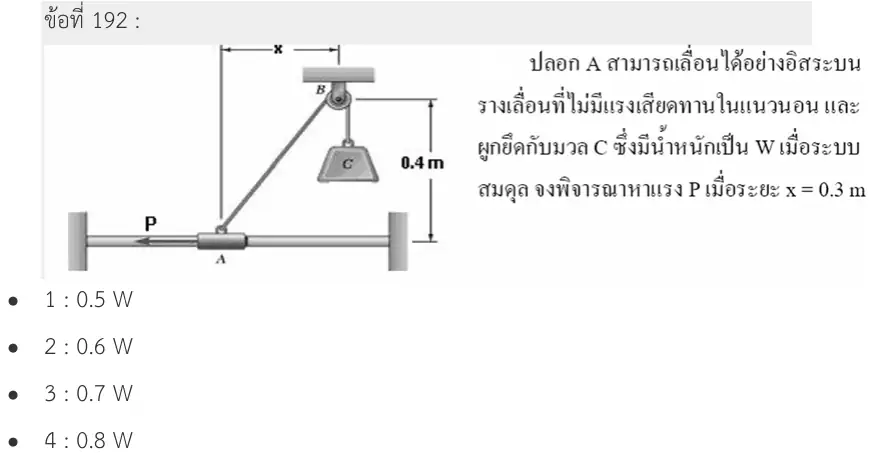 ข้อที่ 192 :
x
ปลอก A สามารถเลื่อนได้อย่างอิสระบน
B
รางเลื่อนที่ไม่มีแรงเสียดทานในแนวนอน และ
ผูกยึดกับมวล C ซึ่งมีน้ำหนักเป็น W เมื่อระบบ
C
0.4 m
สมดุล จงพิจารณาหาแรง P เมื่อระยะ x = 0.3 m
P
A
• 1 : 0.5 W
• 2 : 0.6 W
• 3 : 0.7 W
• 4 : 0.8 W